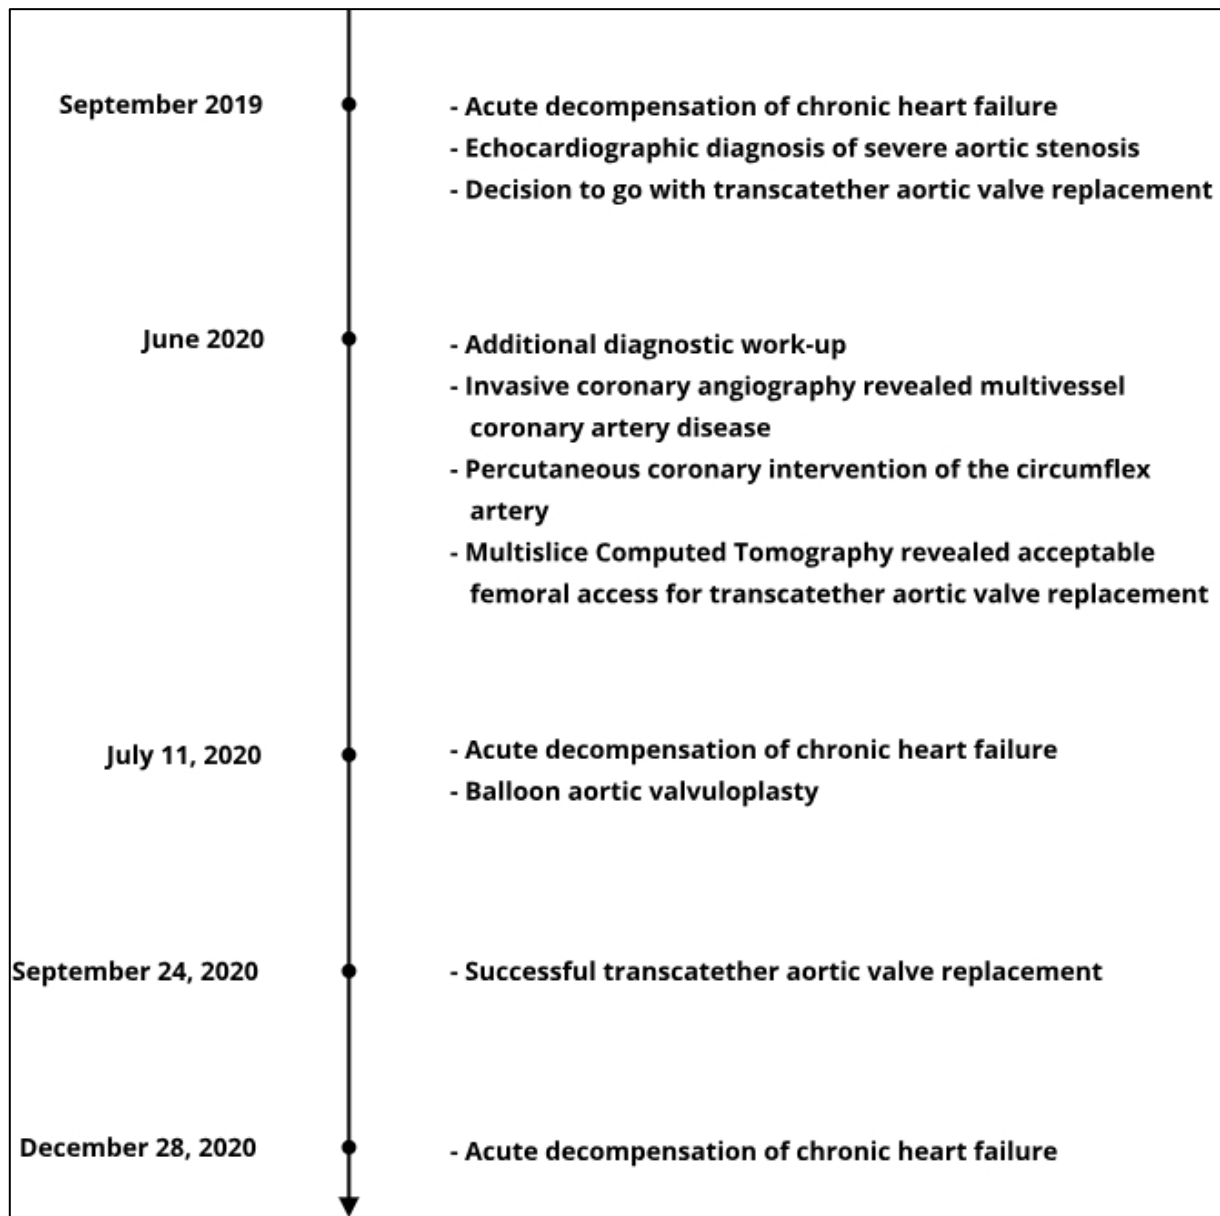 September 2019
- Acute decompensation of chronic heart failure
- Echocardiographic diagnosis of severe aortic stenosis
- Decision to go with transcatether aortic valve replacement
June 2020
- Additional diagnostic work-up
- Invasive coronary angiography revealed multivessel
coronary artery disease
- Percutaneous coronary intervention of the circumflex
artery
- Multislice Computed Tomography revealed acceptable
femoral access for transcatether aortic valve replacement
July 11, 2020
- Acute decompensation of chronic heart failure
- Balloon aortic valvuloplasty
September 24, 2020
- Successful transcatether aortic valve replacement
December 28, 2020
- Acute decompensation of chronic heart failure